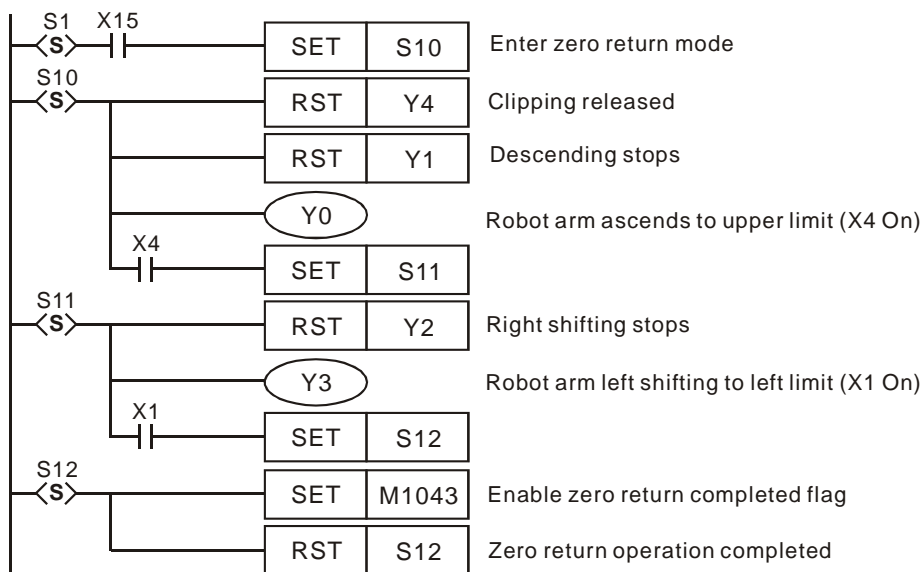 S1 X15
S SET S10 Enter zero return mode
S10
S RST Y4 Clipping released
RST Y1 Descending stops
Y0 Robot arm ascends to upper limit (X4 On)
X4
SET S11
S11
S RST Y2 Right shifting stops
Y3 Robot arm left shifting to left limit (X1 On)
X1
SET S12
S12
S SET M1043 Enable zero return completed flag
RST S12 Zero return operation completed